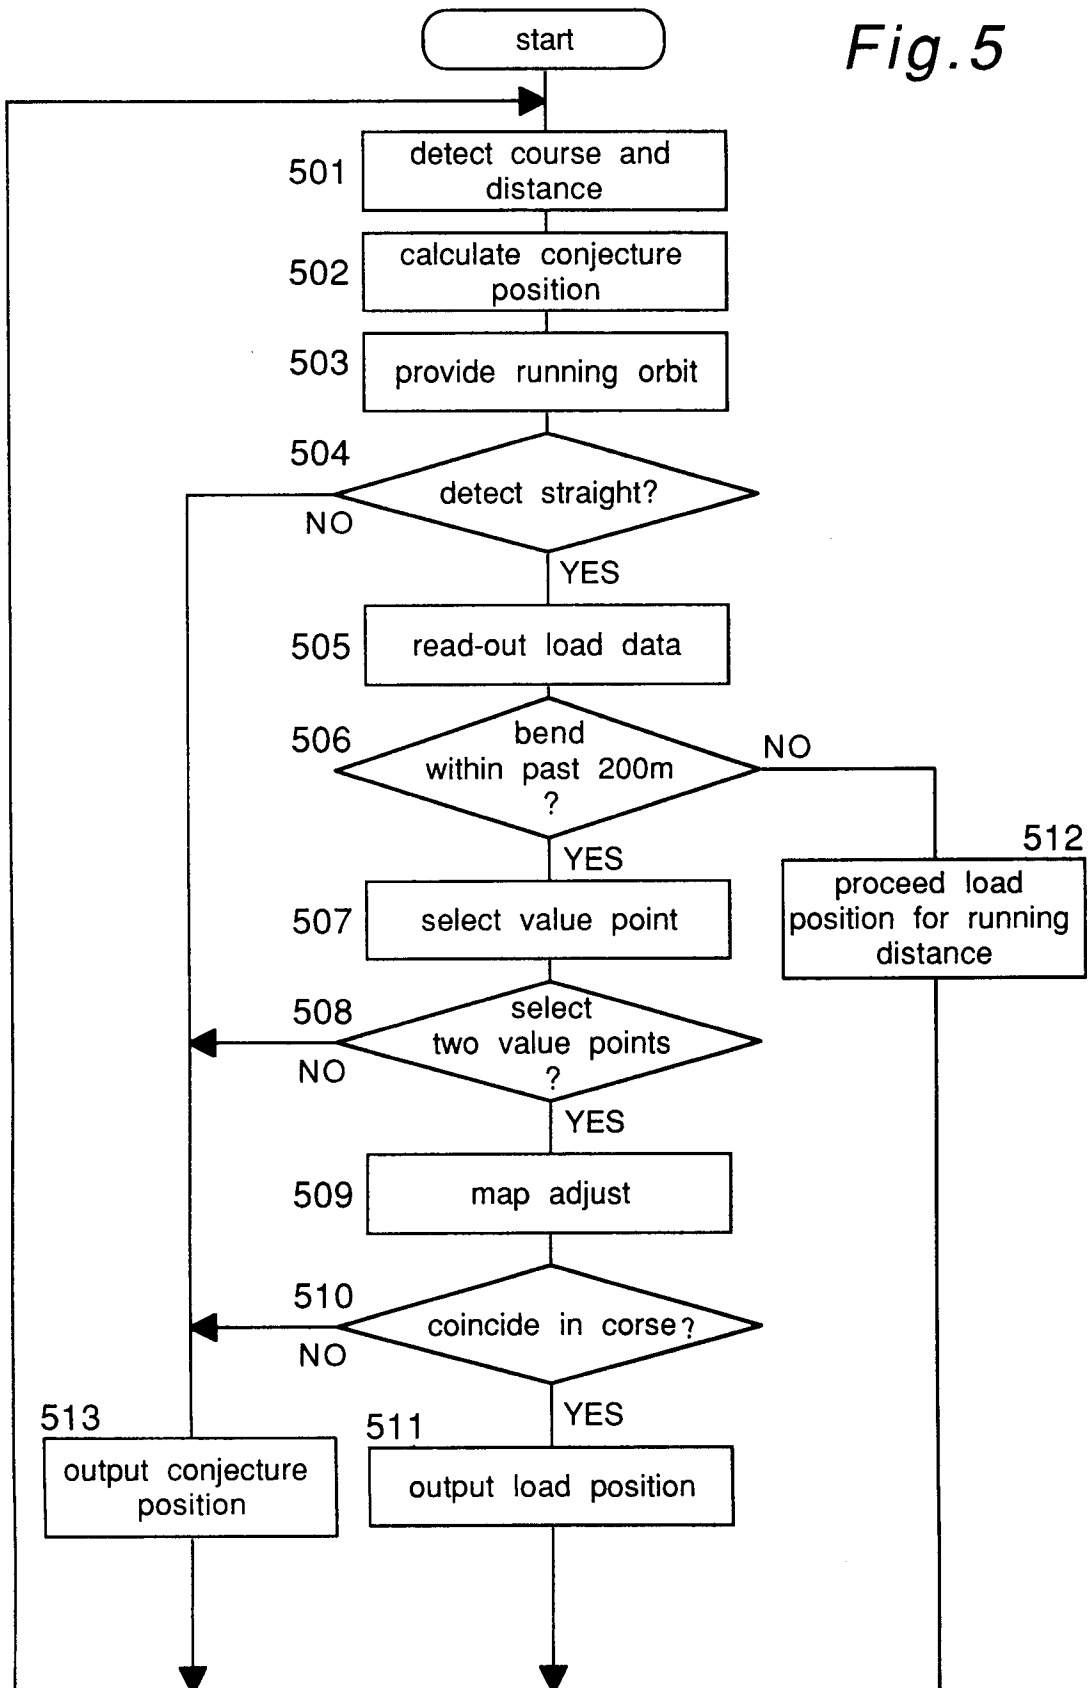 start
Fig.5
501
detect course and
distance
502
calculate conjecture
position
503
provide running orbit
504
detect straight?
NO
YES
505
read-out load data
506
bend
within past 200m
?
NO
YES
512
proceed load
position for running
distance
507
select value point
508
select
two value points
?
NO
YES
509
map adjust
510
coincide in corse?
NO
YES
513
output conjecture
position
511
output load position